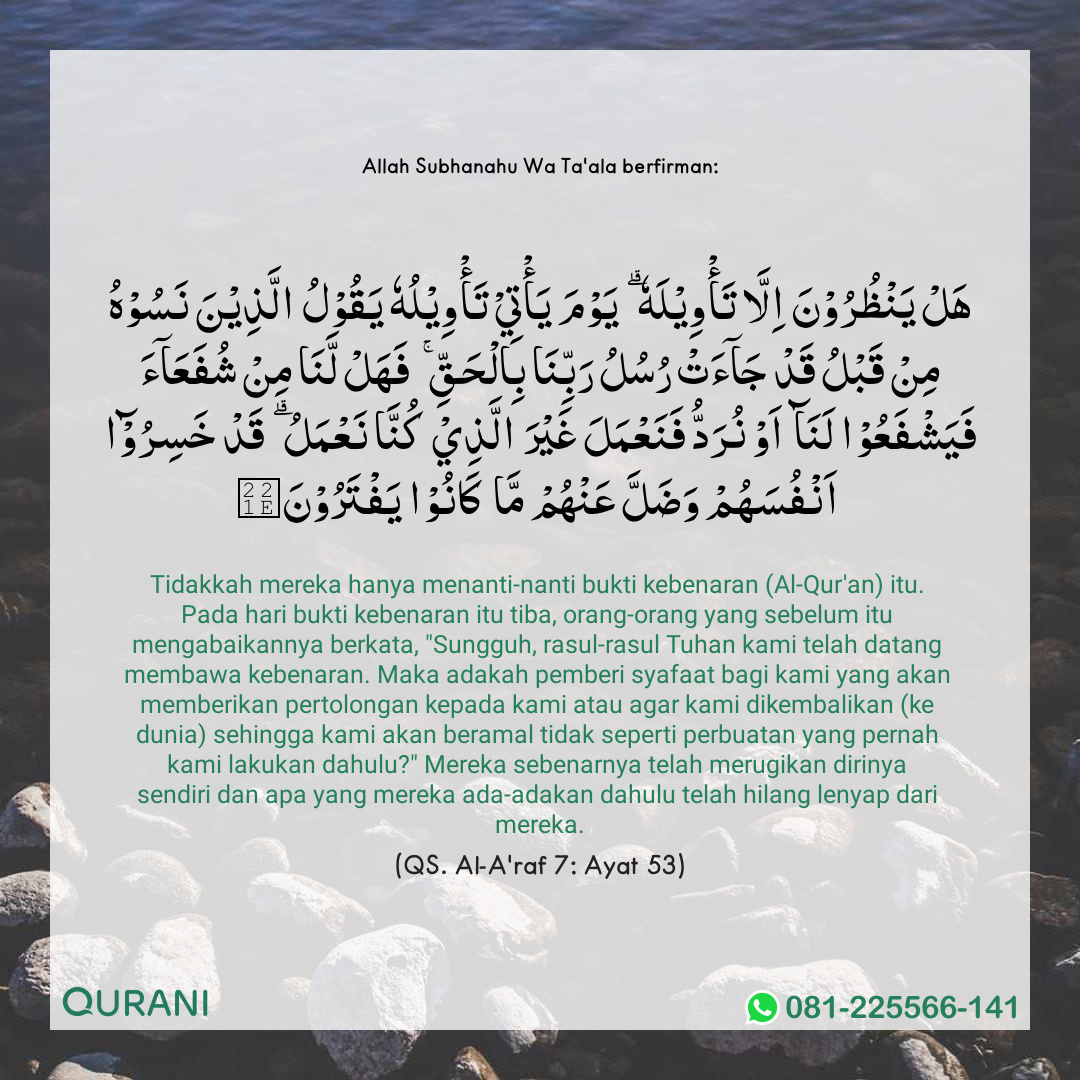 Allah Subhanahu Wa Ta'ala berfirman:
هَلْ يَنْظُرُوْنَ اِلَّا تَأْوِيْلَهٗۗ يَوْمَ يَأْتِيْ تَأْوِيْلُهٗ يَقُوْلُ الَّذِيْنَ نَسُوْهُ
مِنْ قَبْلُ قَدْ جَاۤءَتْ رُسُلُ رَبِّنَا بِالْحَقِّۚ فَهَلْ لَّنَا مِنْ شُفَعَاۤءَ
فَيَشْفَعُوْا لَنَآ اَوْ نُرَدُّ فَنَعْمَلَ غَيْرَ الَّذِيْ كُنَّا نَعْمَلُۗ قَدْ خَسِرُوْٓا
اَنْفُسَهُمْ وَضَلَّ عَنْهُمْ مَّا كَانُوْا يَفْتَرُوْنَ
Tidakkah mereka hanya menanti-nanti bukti kebenaran (Al-Qur'an) itu.
Pada hari bukti kebenaran itu tiba, orang-orang yang sebelum itu
mengabaikannya berkata, "Sungguh, rasul-rasul Tuhan kami telah datang
membawa kebenaran. Maka adakah pemberi syafaat bagi kami yang akan
memberikan pertolongan kepada kami atau agar kami dikembalikan (ke
dunia) sehingga kami akan beramal tidak seperti perbuatan yang pernah
kami lakukan dahulu?" Mereka sebenarnya telah merugikan dirinya
sendiri dan apa yang mereka ada-adakan dahulu telah hilang lenyap dari
mereka.
(QS. Al-A'raf 7: Ayat 53)
QURANI
081-225566-141